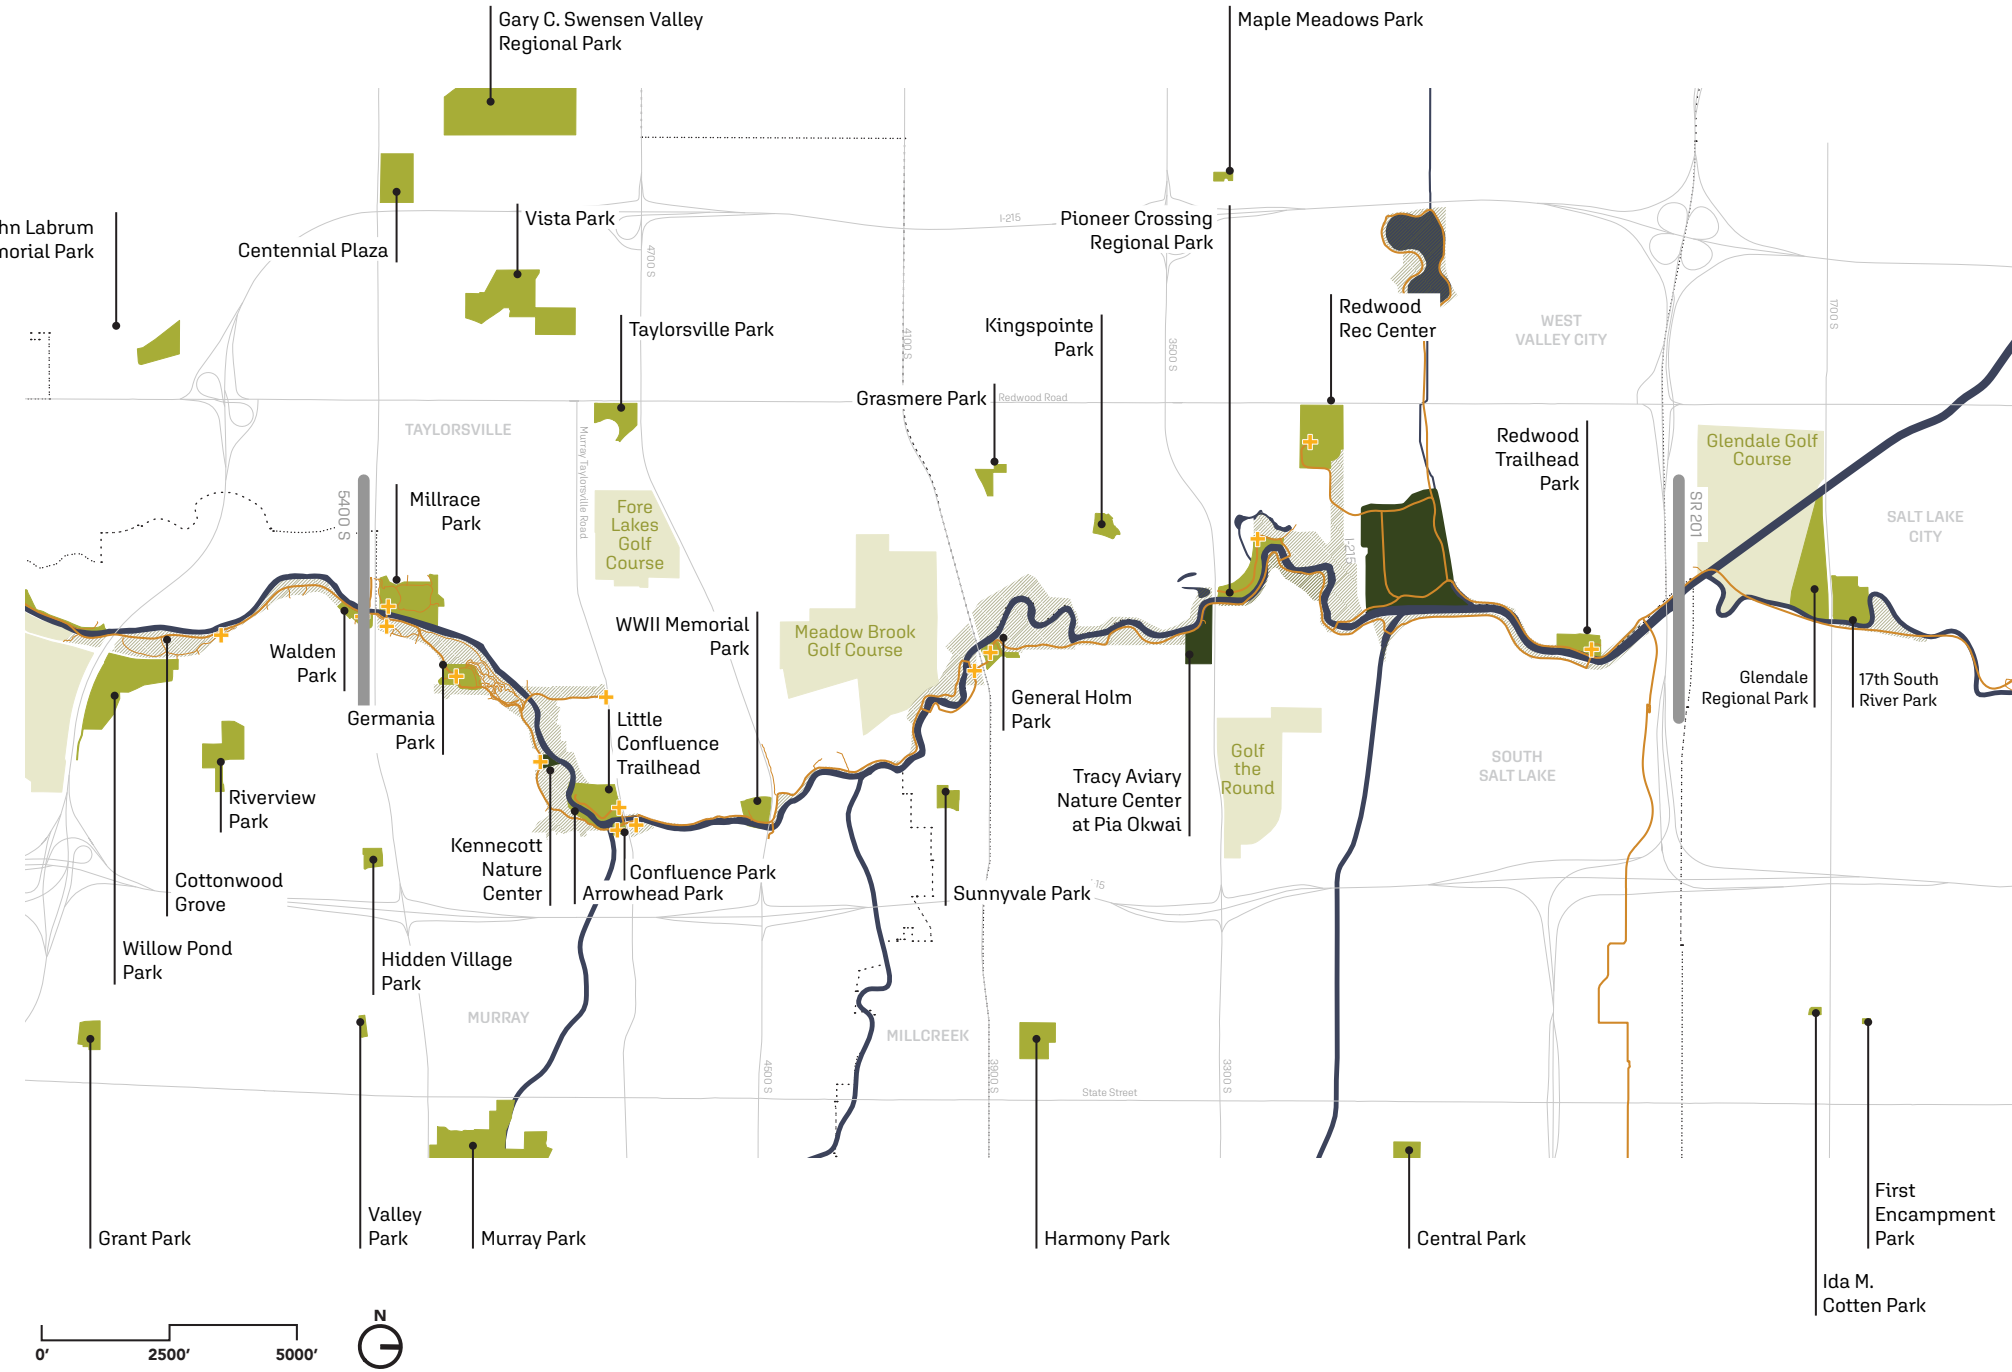 Gary C. Swensen Valley
Regional Park
Maple Meadows Park
hn Labrum
morial Park
Centennial Plaza
Vista Park
I-215
Pioneer Crossing
Regional Park
4700 S
Taylorsville Park
4100 S
Kingspointe
Park
3500 S
Redwood
Rec Center
WEST
VALLEY CITY
1700 S
Grasmere Park
Redwood Road
TAYLORSVILLE
Murray Taylorsville Road
Redwood
Trailhead
Park
Glendale Golf
Course
5400 S
Millrace
Park
Fore
Lakes
Golf
Course
I-215
SR 201
SALT LAKE
CITY
Walden
Park
WWII Memorial
Park
Meadow Brook
Golf Course
Germania
Park
Little
Confluence
Trailhead
General Holm
Park
Glendale
Regional Park
17th South
River Park
Riverview
Park
Tracy Aviary
Nature Center
at Pia Okwai
Golf
the
Round
SOUTH
SALT LAKE
Kennecott
Nature
Center
Confluence Park
Arrowhead Park
Sunnyvale Park
15
Cottonwood
Grove
Willow Pond
Park
Hidden Village
Park
MURRAY
MILLCREEK
4500 S
3900 S
3300 S
State Street
Grant Park
Valley
Park
Murray Park
Harmony Park
Central Park
First
Encampment
Park
Ida M.
Cotten Park
N
0' 2500' 5000'